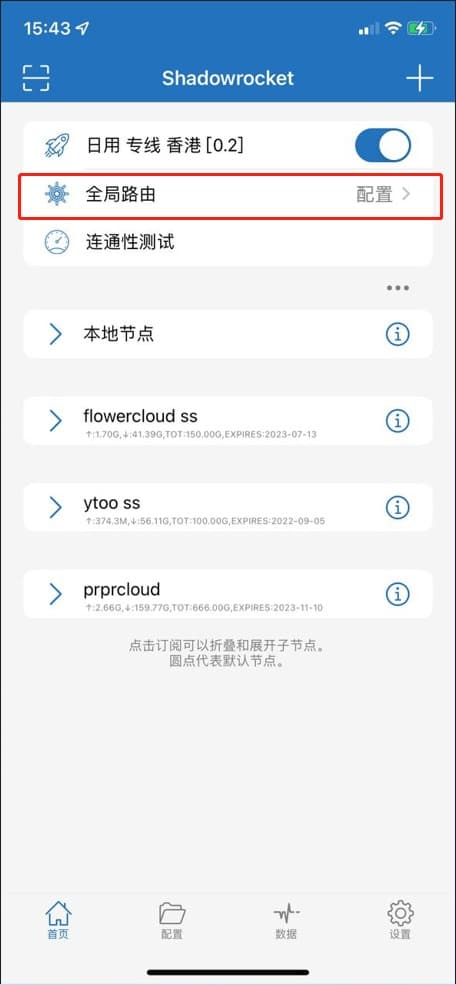 15:43
Shadowrocket
日用 专线 香港 [0.2]
全局路由 配置
连通性测试
本地节点
flowercloud ss
↑:1.70G,↓:41.39G,TOT:150.00G,EXPIRES:2023-07-13
ytoo ss
↑:374.3M,↓:56.11G,TOT:100.00G,EXPIRES:2022-09-05
prprcloud
↑:2.66G,↓:159.77G,TOT:666.00G,EXPIRES:2023-11-10
点击订阅可以折叠和展开子节点。
圆点代表默认节点。
首页 配置 数据 设置